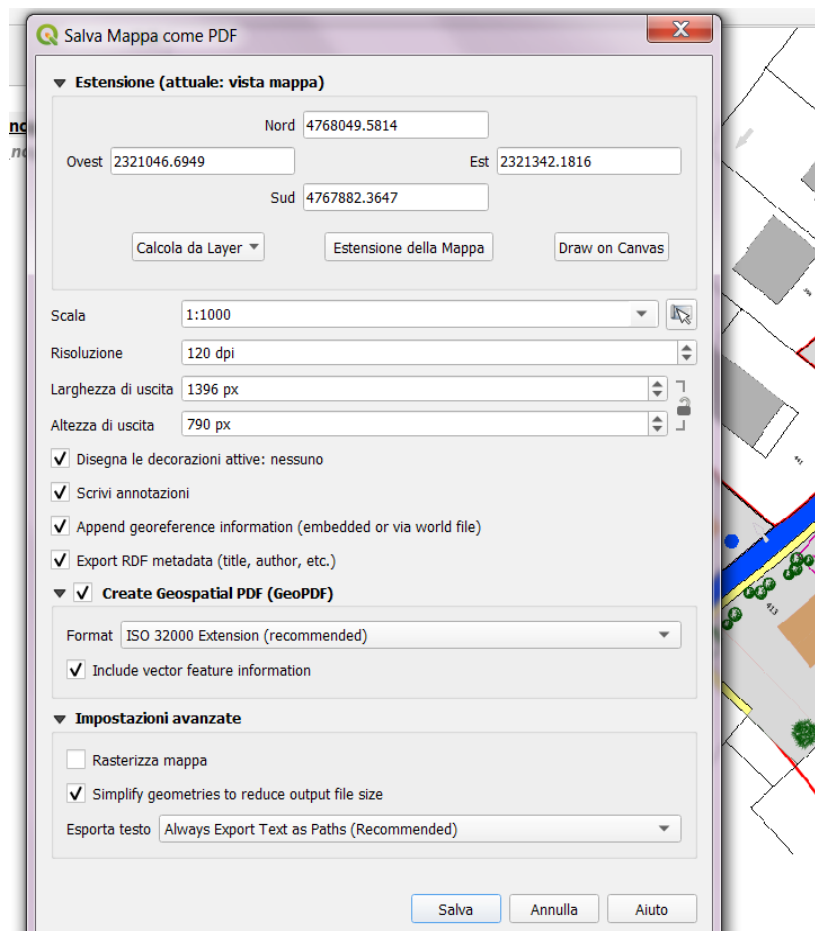 Salva Mappa come PDF
Estensione (attuale: vista mappa)
Nord 4768049.5814
Ovest 2321046.6949 Est 2321342.1816
Sud 4767882.3647
Calcola da Layer Estensione della Mappa Draw on Canvas
Scala 1:1000
Risoluzione 120 dpi
Larghezza di uscita 1396 px
Altezza di uscita 790 px
Disegna le decorazioni attive: nessuno
Scrivi annotazioni
Append georeference information (embedded or via world file)
Export RDF metadata (title, author, etc.)
Create Geospatial PDF (GeoPDF)
Format ISO 32000 Extension (recommended)
Include vector feature information
Impostazioni avanzate
Rasterizza mappa
Simplify geometries to reduce output file size
Esporta testo Always Export Text as Paths (Recommended)
Salva Annulla Aiuto
413